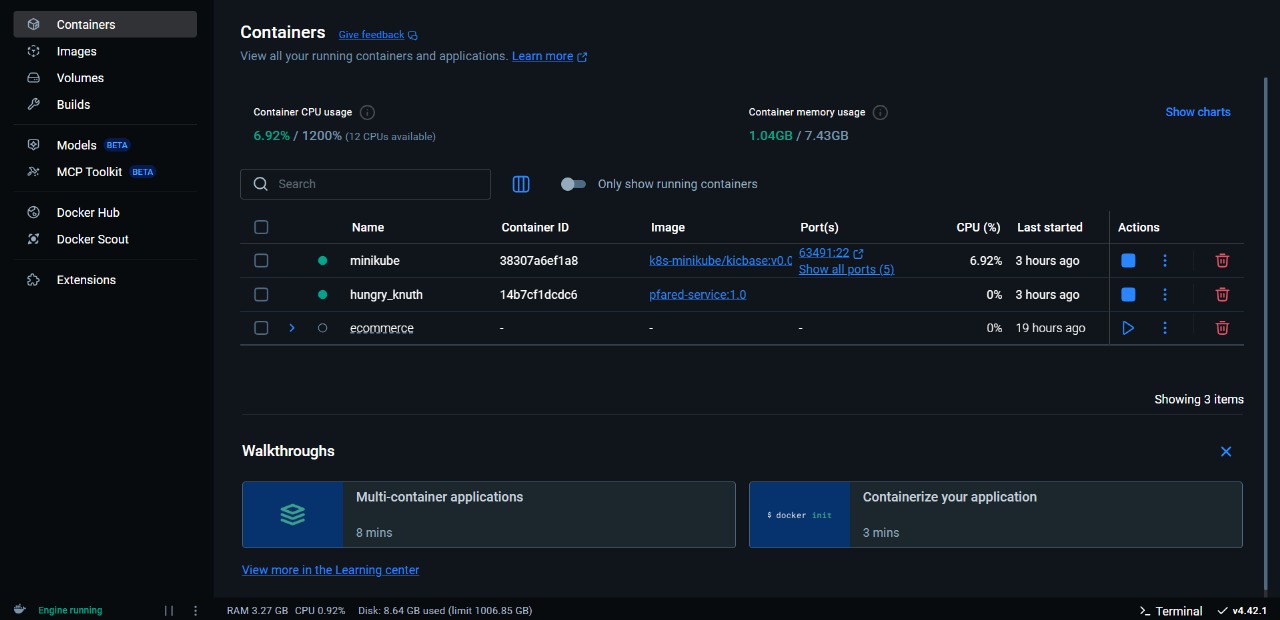 Containers
Images
Volumes
Builds
Models BETA
MCP Toolkit BETA
Docker Hub
Docker Scout
Extensions
Containers Give feedback
View all your running containers and applications. Learn more
Container CPU usage
6.92% / 1200% (12 CPUs available)
Container memory usage
1.04GB / 7.43GB
Show charts
Search
Only show running containers
Name Container ID Image Port(s) CPU (%) Last started Actions
minikube 38307a6ef1a8 k8s-minikube/kicbase:v0.0 63491:22 6.92% 3 hours ago
Show all ports (5)
hungry_knuth 14b7cf1dcdc6 pfared-service:1.0 0% 3 hours ago
ecommerce - - - 0% 19 hours ago
Showing 3 items
Walkthroughs
Multi-container applications
8 mins
$ docker init
Containerize your application
3 mins
View more in the Learning center
Engine running
RAM 3.27 GB CPU 0.92% Disk: 8.64 GB used (limit 1006.85 GB)
>_ Terminal
v4.42.1